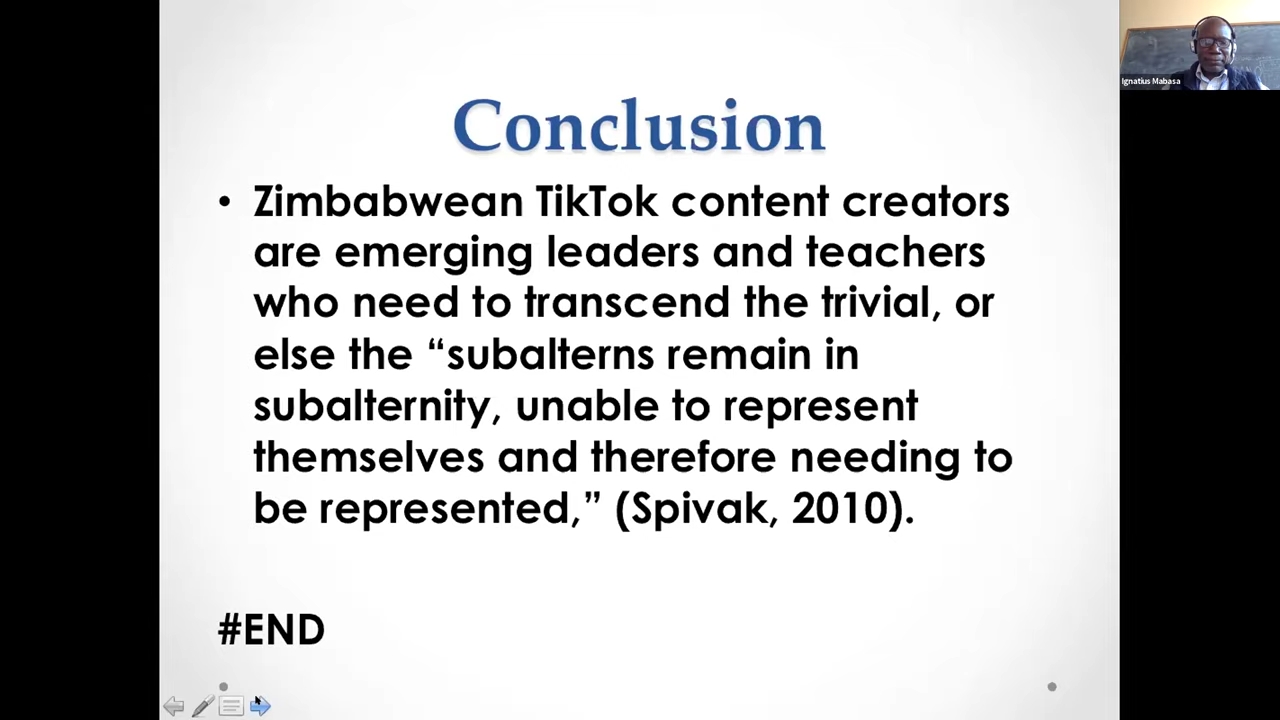 Conclusion
• Zimbabwean TikTok content creators
are emerging leaders and teachers
who need to transcend the trivial, or
else the “subalterns remain in
subalternity, unable to represent
themselves and therefore needing to
be represented,” (Spivak, 2010).
#END
Ignatius Mabasa